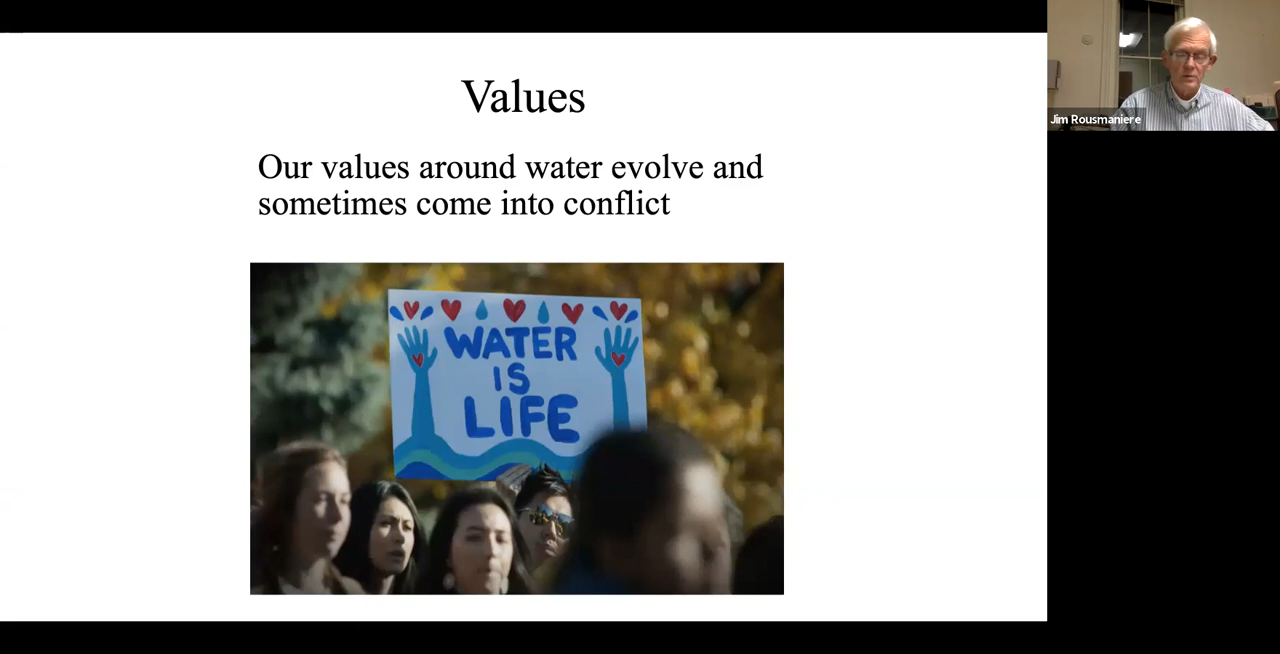 Values
Our values around water evolve and
sometimes come into conflict
WATER
IS
LIFE
Jim Rousmaniere